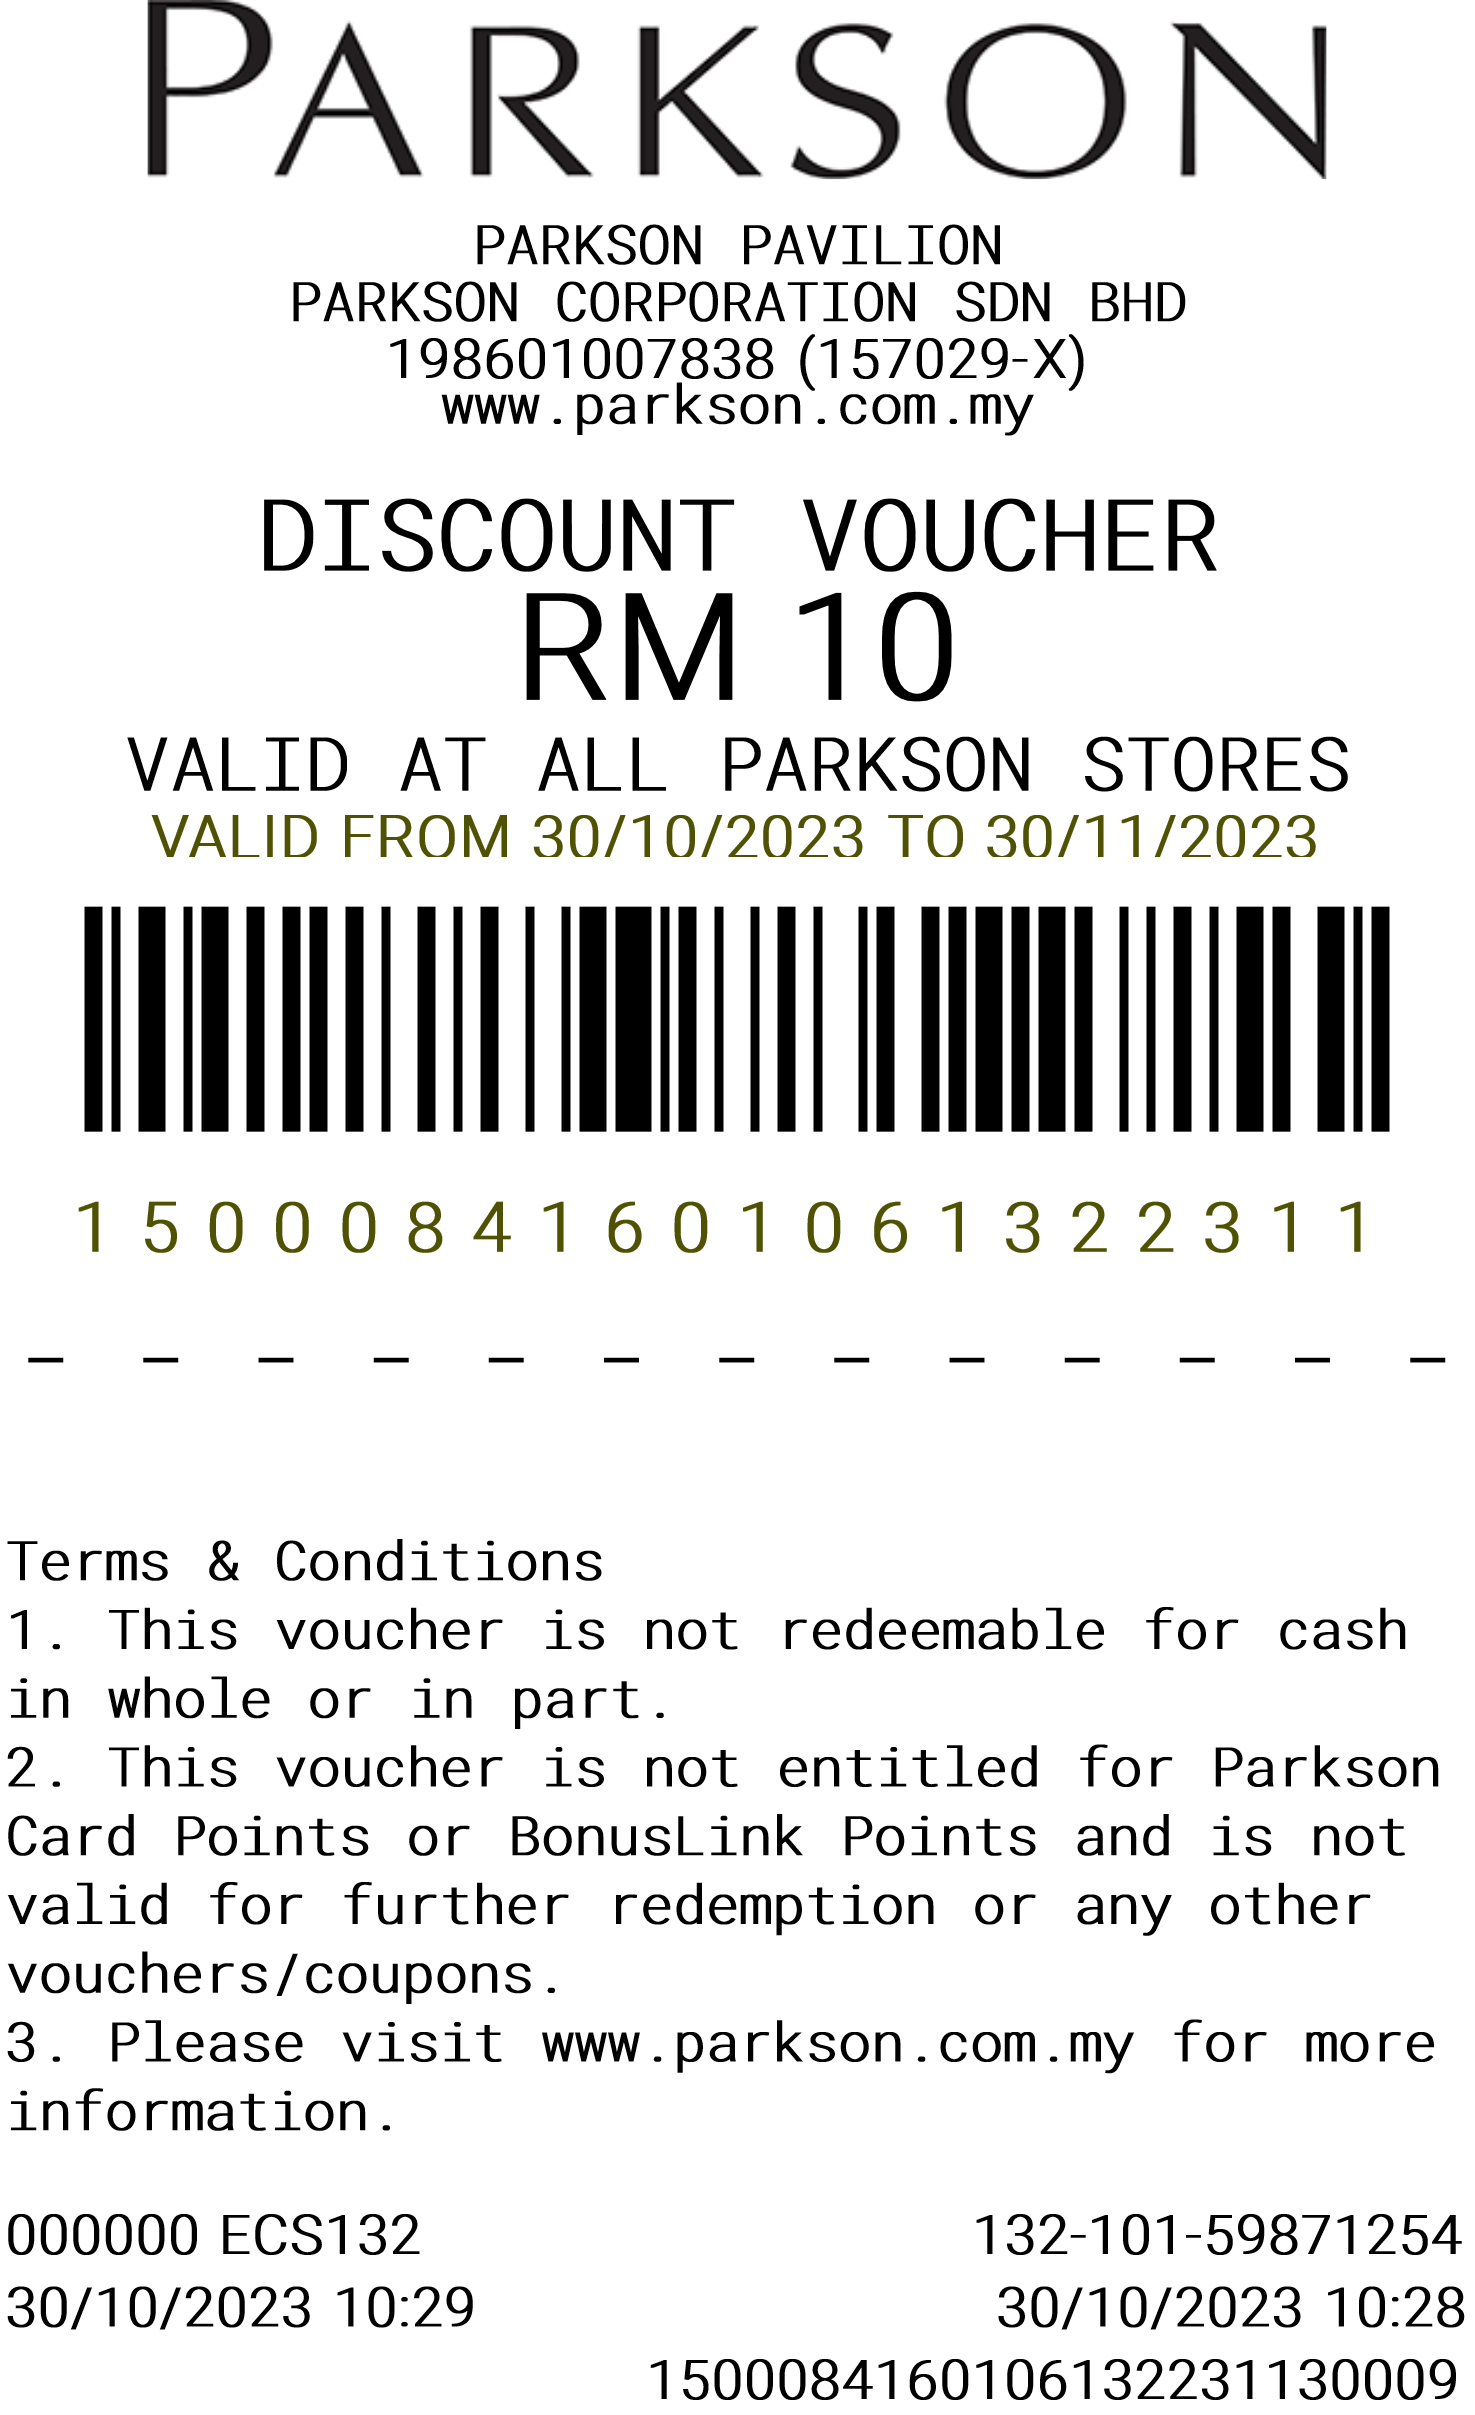 PARKSON
PARKSON PAVILION
PARKSON CORPORATION SDN BHD
198601007838 (157029-X)
www.parkson.com.my
DISCOUNT VOUCHER
RM 10
VALID AT ALL PARKSON STORES
VALID FROM 30/10/2023 TO 30/11/2023
1 5 0 0 0 8 4 1 6 0 1 0 6 1 3 2 2 3 1 1
Terms & Conditions
1. This voucher is not redeemable for cash
in whole or in part.
2. This voucher is not entitled for Parkson
Card Points or BonusLink Points and is not
valid for further redemption or any other
vouchers/coupons.
3. Please visit www.parkson.com.my for more
information.
000000 ECS132 132-101-59871254
30/10/2023 10:29 30/10/2023 10:28
1500084160106132231130009